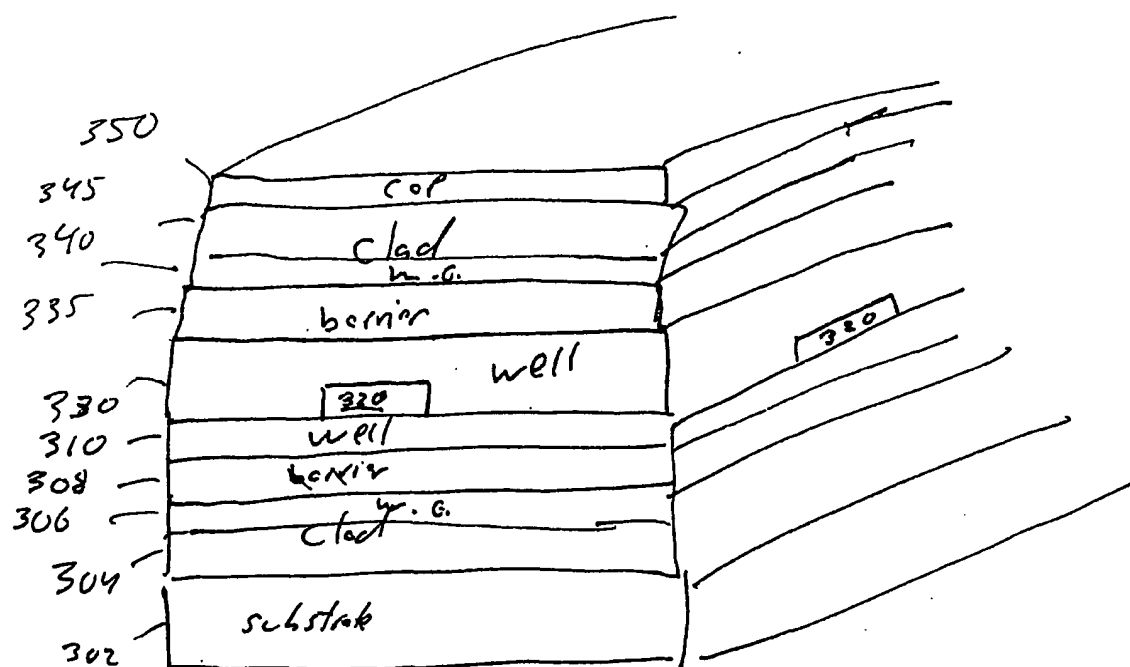 350
345
cap
340
clad
w.G.
335
barrier
well
320
330
320
310
well
308
barrier
306
w.G.
clad
304
substrate
302